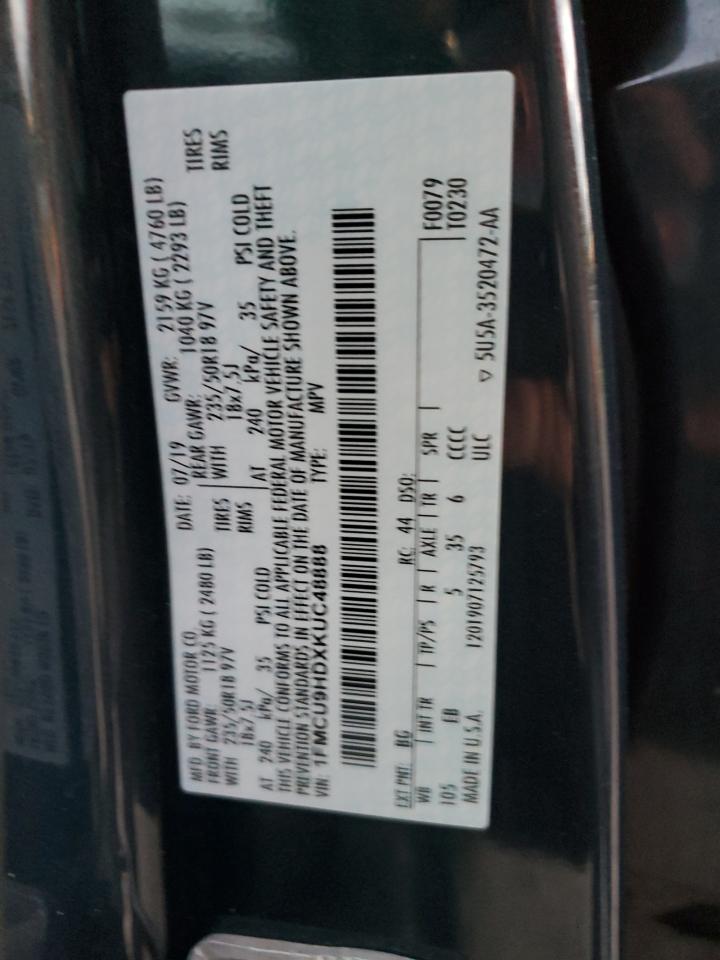 MFD. BY FORD MOTOR CO. DATE: 07/19 GVWR: 2159 KG ( 4760 LB)
FRONT GAWR: 1125 KG ( 2480 LB) REAR GAWR: 1040 KG ( 2293 LB)
WITH 235/50R18 97V TIRES WITH 235/50R18 97V TIRES
18x7.5J RIMS 18x7.5J RIMS
AT 240 kPa/ 35 PSI COLD AT 240 kPa/ 35 PSI COLD
THIS VEHICLE CONFORMS TO ALL APPLICABLE FEDERAL MOTOR VEHICLE SAFETY AND THEFT
PREVENTION STANDARDS IN EFFECT ON THE DATE OF MANUFACTURE SHOWN ABOVE.
VIN: 1FMCU9HDXKUC48888 TYPE: MPV
EXT PNT: BG RC: 44 DSO: F0079
WB INT TR TP/PS R AXLE TR SPR T0230
105 EB 5 35 6 CCCC
MADE IN U.S.A. 120190712579​3 ULC ▽ 5U5A-3520472-AA